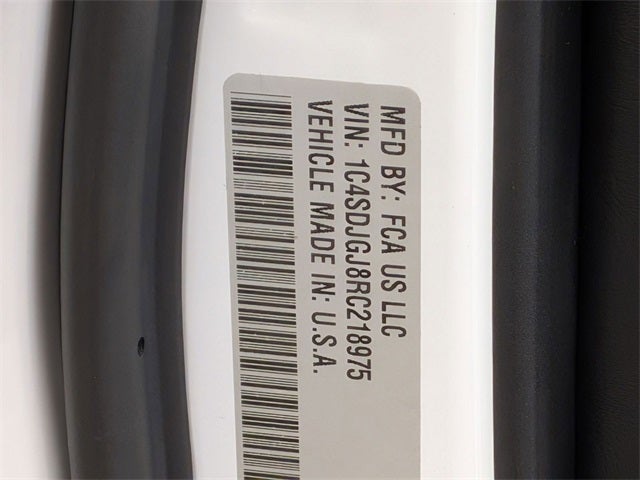 MFD BY: FCA US LLC
VIN: 1C4SDJGJ8RC218975
VEHICLE MADE IN: U.S.A.